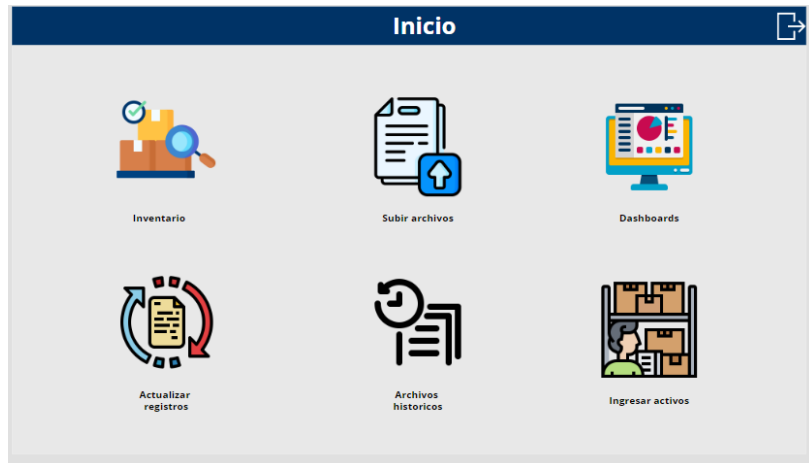 Inicio
Inventario
Subir archivos
Dashboards
Actualizar
registros
Archivos
historicos
Ingresar activos